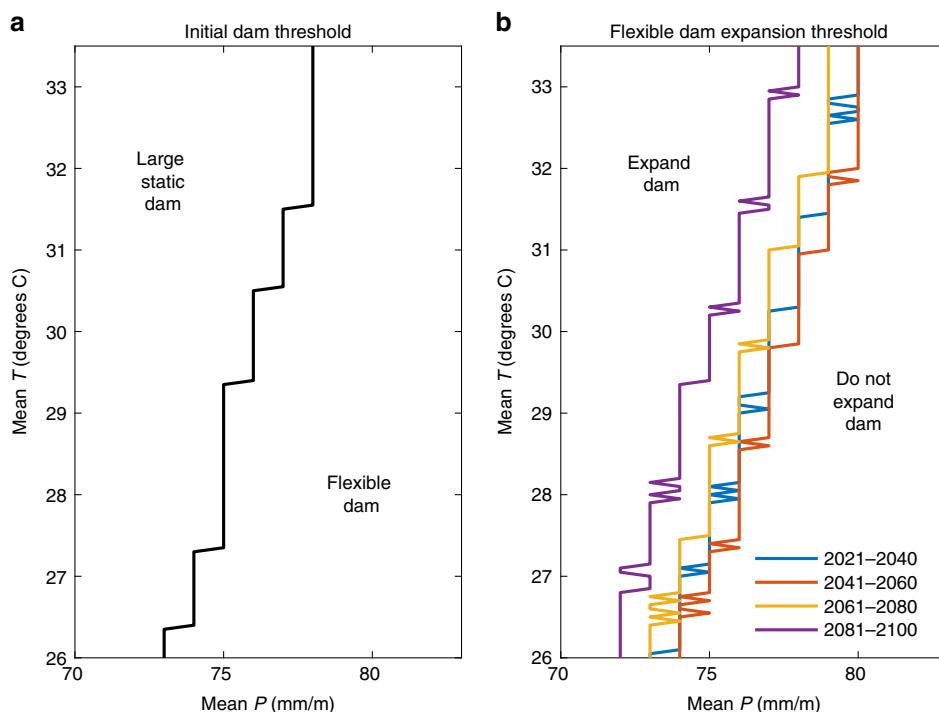 a
Initial dam threshold
33
32
31
30
29
28
27
26
Mean T (degrees C)
Large
static
dam
Flexible
dam
70
75
80
Mean P (mm/m)
b
Flexible dam expansion threshold
33
32
31
30
29
28
27
26
Mean T (degrees C)
Expand
dam
Do not
expand
dam
2021–2040
2041–2060
2061–2080
2081–2100
70
75
80
Mean P (mm/m)